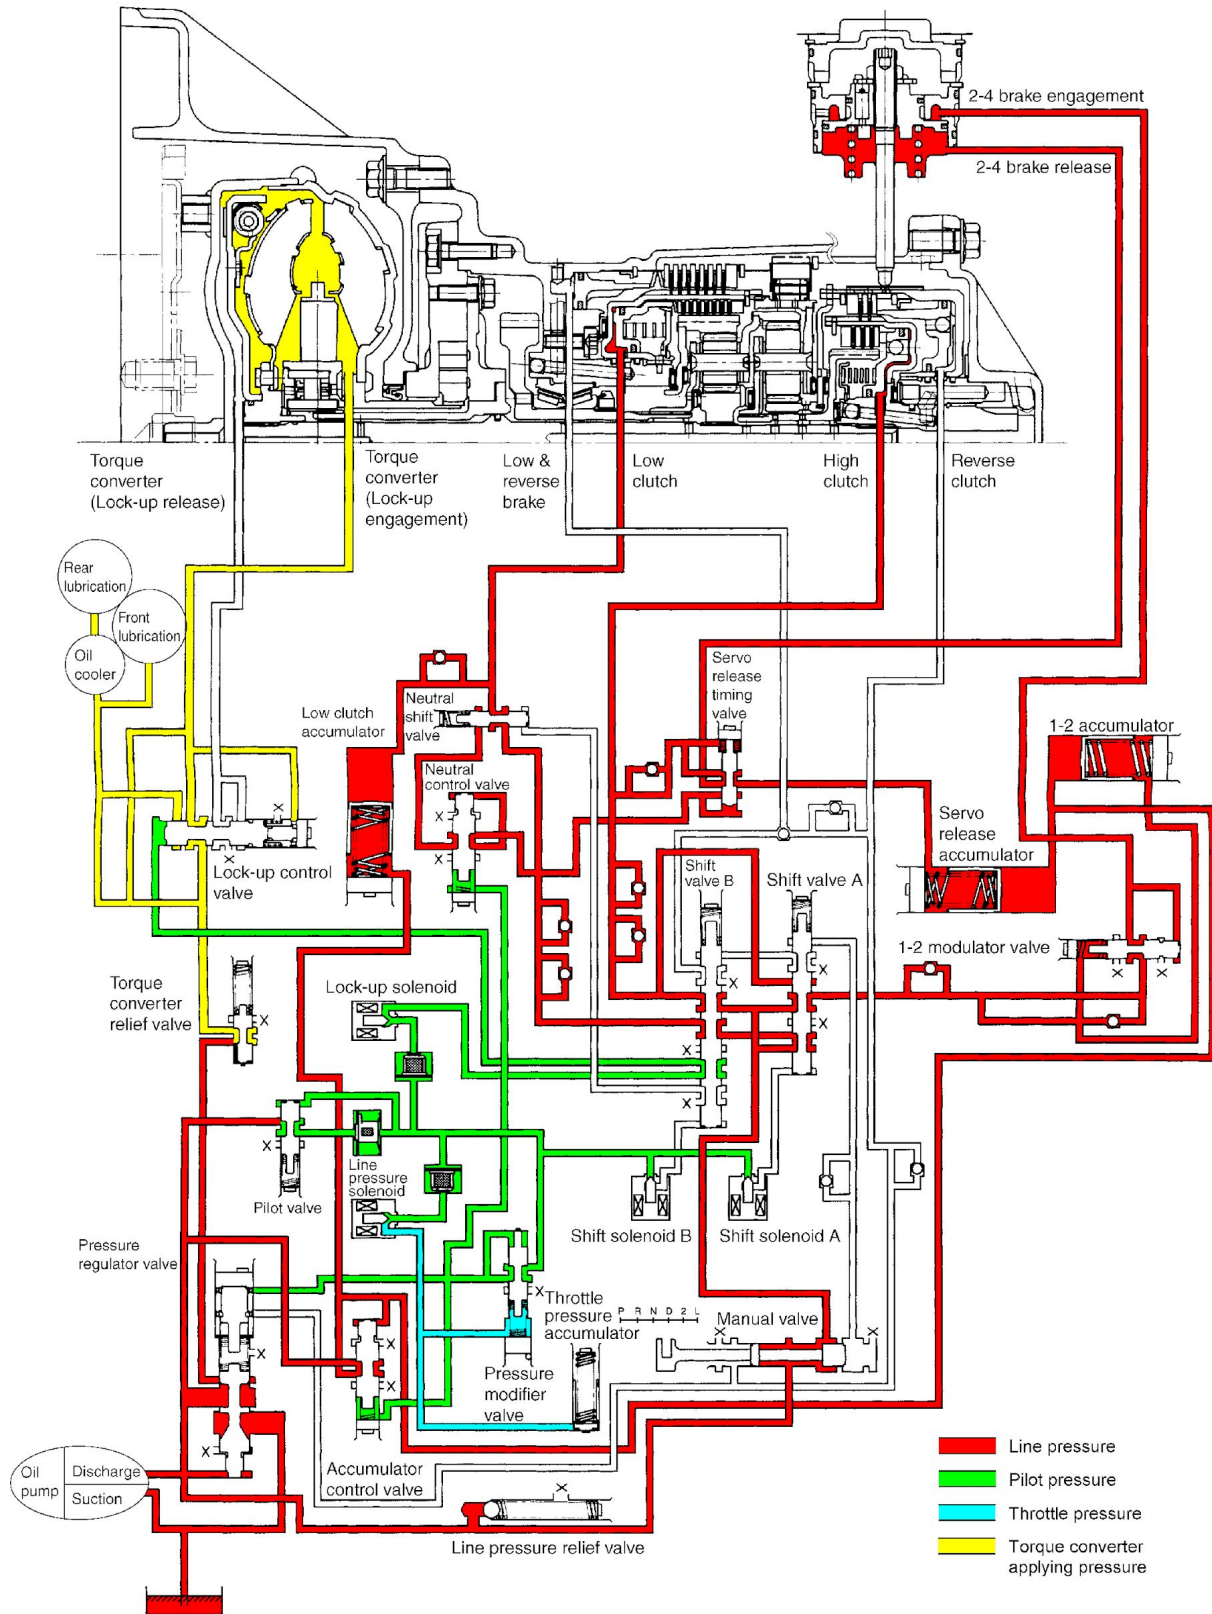 2-4 brake engagement
2-4 brake release
Torque
converter
(Lock-up release)
Torque
converter
(Lock-up
engagement)
Low &
reverse
brake
Low
clutch
High
clutch
Reverse
clutch
Rear
lubrication
Front
lubrication
Oil
cooler
Low clutch
accumulator
Neutral
shift
valve
Neutral
control valve
Servo
release
timing
valve
1-2 accumulator
Servo
release
accumulator
X
X
X
X
Lock-up control
valve
Shift
valve B
Shift valve A
1-2 modulator valve
X
X
X
X
X
X
X
X
Torque
converter
relief valve
X
Lock-up solenoid
X
Line
pressure
solenoid
Pilot valve
Shift solenoid B
Shift solenoid A
Pressure
regulator valve
X
X
X
X
X
Throttle
pressure
accumulator
P R N D 2 L
Manual valve
X
X
Pressure
modifier
valve
X
Oil
pump
Discharge
Suction
Accumulator
control valve
X
Line pressure relief valve
Line pressure
Pilot pressure
Throttle pressure
Torque converter
applying pressure